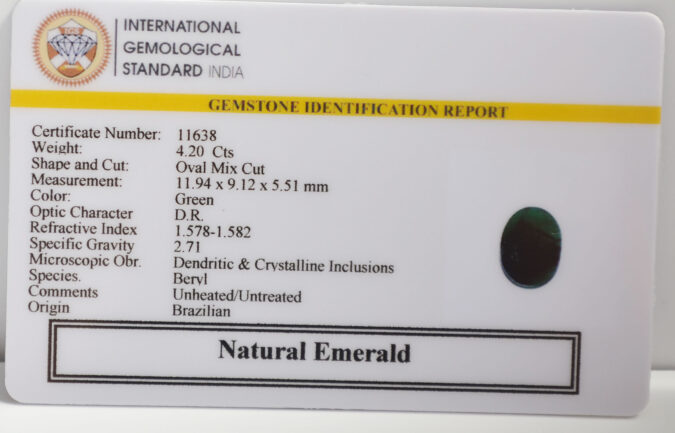 IGS
INTERNATIONAL
GEMOLOGICAL
STANDARD INDIA
GEMSTONE IDENTIFICATION REPORT
Certificate Number: 11638
Weight: 4.20 Cts
Shape and Cut: Oval Mix Cut
Measurement: 11.94 x 9.12 x 5.51 mm
Color: Green
Optic Character D.R.
Refractive Index 1.578-1.582
Specific Gravity 2.71
Microscopic Obr. Dendritic & Crystalline Inclusions
Species. Beryl
Comments Unheated/Untreated
Origin Brazilian
Natural Emerald